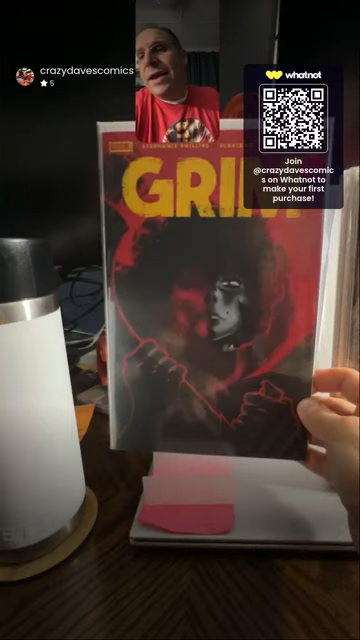 crazydavescomics
5
whatnot
Join
@crazydavescomic
s on Whatnot to
make your first
purchase!
STEPHANIE PHILLIPS
GRIM